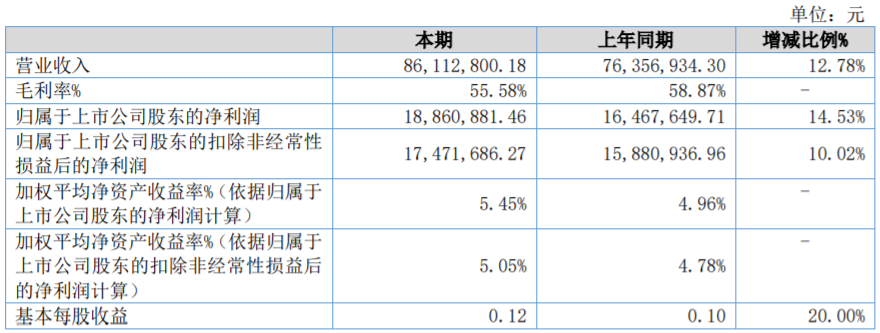 单位：元
本期 上年同期 增减比例%
营业收入 86,112,800.18 76,356,934.30 12.78%
毛利率% 55.58% 58.87% -
归属于上市公司股东的净利润 18,860,881.46 16,467,649.71 14.53%
归属于上市公司股东的扣除非经常性
损益后的净利润 17,471,686.27 15,880,936.96 10.02%
加权平均净资产收益率%（依据归属于
上市公司股东的净利润计算） 5.45% 4.96% -
加权平均净资产收益率%（依据归属于
上市公司股东的扣除非经常性损益后
的净利润计算） 5.05% 4.78% -
基本每股收益 0.12 0.10 20.00%